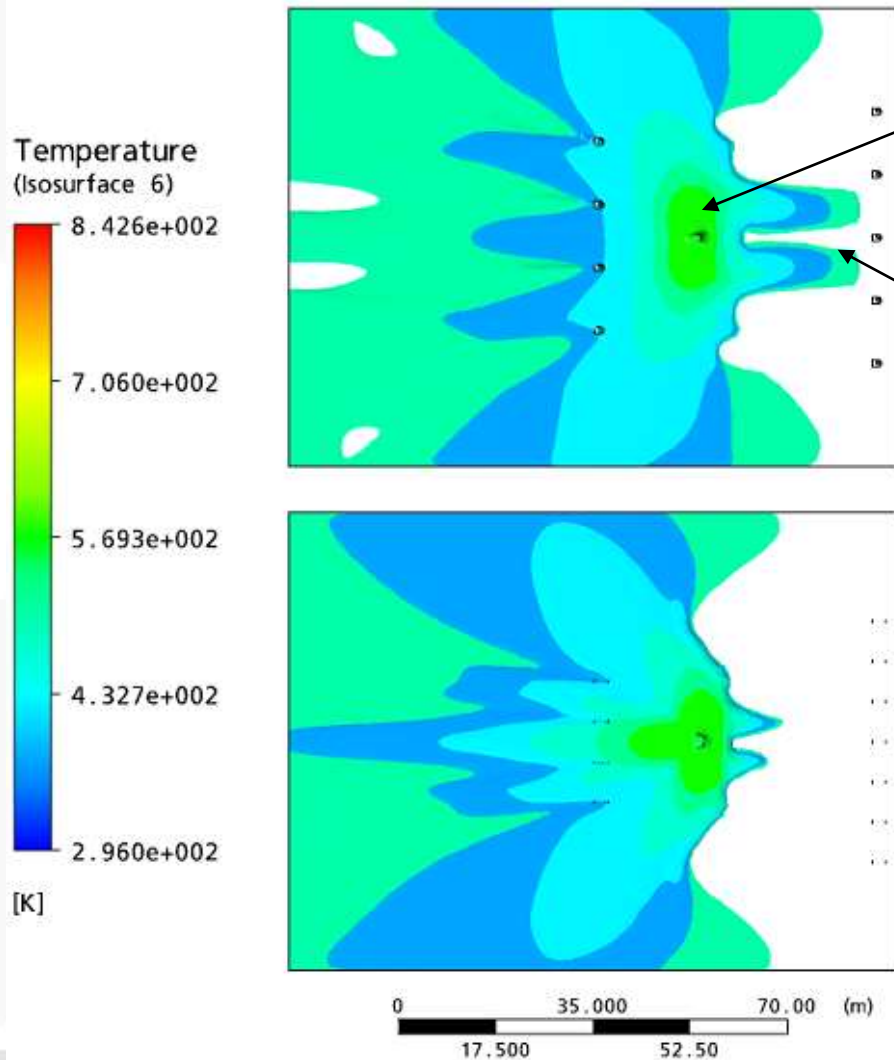 Temperature
(Isosurface 6)
8.426e+002
7.060e+002
5.693e+002
4.327e+002
2.960e+002
[K]
0 35.000 70.00 (m)
17.500 52.50